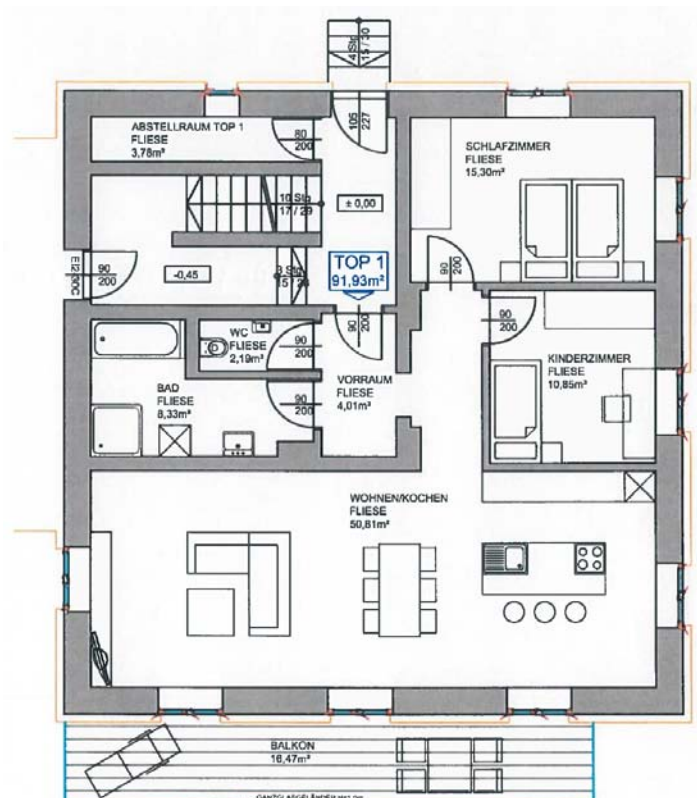 4 Stg
15 / 30
ABSTELLRAUM TOP 1
FLIESE
3,78m²
80
200
105
227
SCHLAFZIMMER
FLIESE
15,30m²
10 Stg
17 / 29
± 0,00
TOP 1
91,93m²
-0,45
3 Stg
90
200
90
200
90
200
90
200
WC
FLIESE
2,19m²
90
200
VORRAUM
FLIESE
4,01m²
BAD
FLIESE
8,33m²
90
200
KINDERZIMMER
FLIESE
10,85m²
WOHNEN/KOCHEN
FLIESE
50,81m²
BALKON
16,47m²